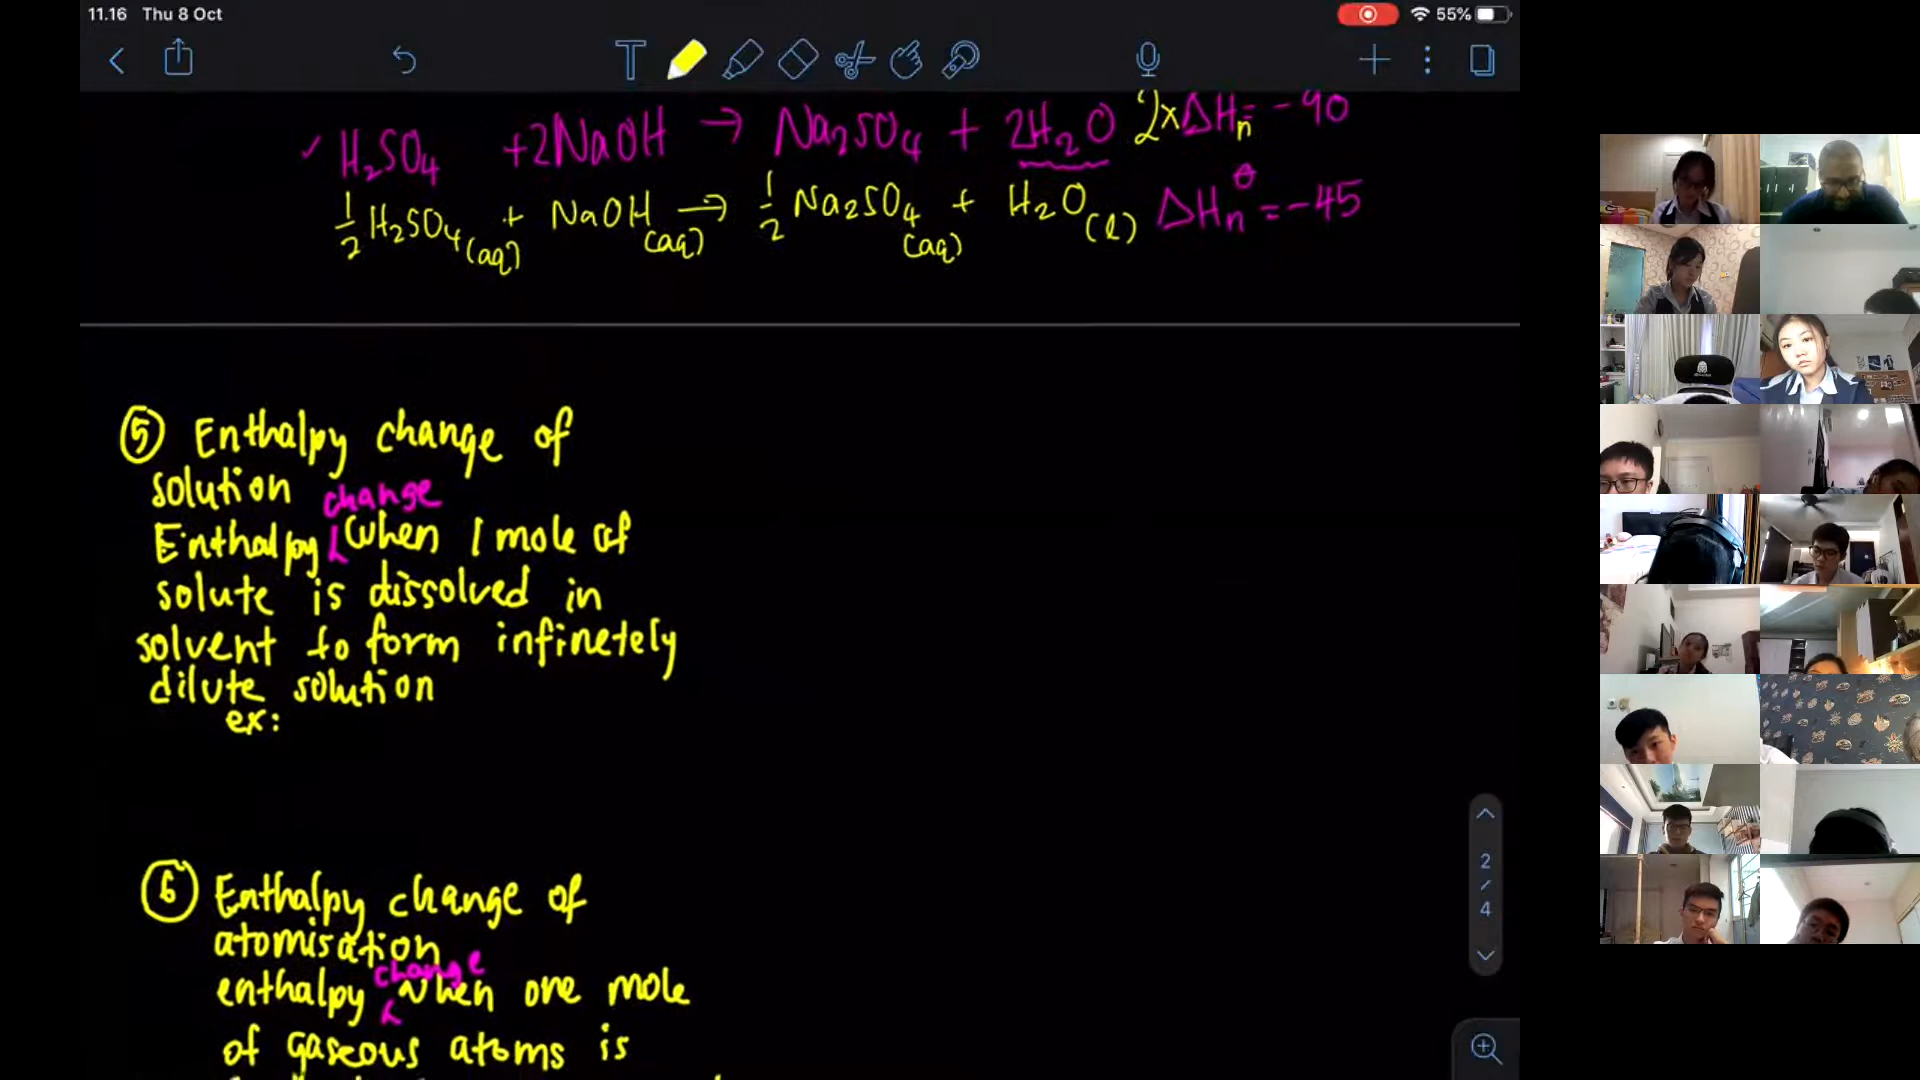 11.16 Thu 8 Oct
55%
T
✓ H₂SO₄ + 2NaOH → Na₂SO₄ + 2H₂O 2×ΔHₙ = -90
½ H₂SO₄(aq) + NaOH(aq) → ½ Na₂SO₄(aq) + H₂O(l) ΔHₙ^θ = -45
⑤ Enthalpy change of
solution
change
Enthalpy when 1 mole of
solute is dissolved in
solvent to form infinetely
dilute solution
ex:
⑥ Enthalpy change of
atomisation
change
enthalpy when one mole
of gaseous atoms is
2
/
4